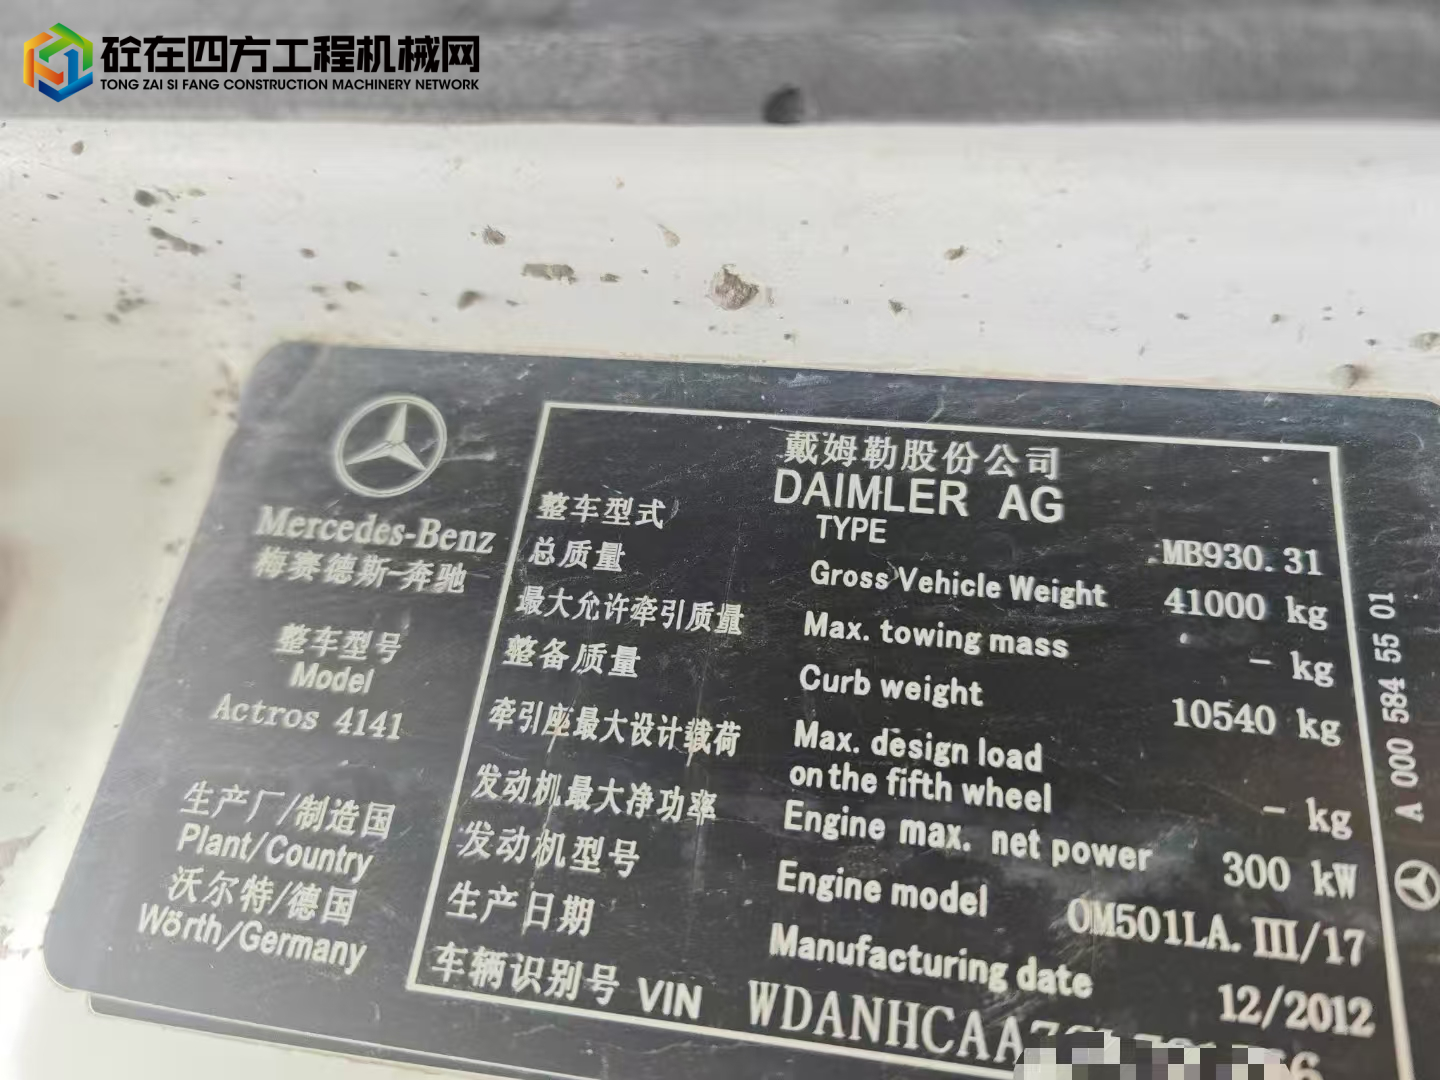 砼在四方工程机械网
TONG ZAI SI FANG CONSTRUCTION MACHINERY NETWORK
Mercedes-Benz
梅赛德斯-奔驰
整车型号
Model
Actros 4141
生产厂/制造国
Plant/Country
沃尔特/德国
Wörth/Germany
戴姆勒股份公司
DAIMLER AG
整车型式 TYPE MB930.31
总质量 Gross Vehicle Weight 41000 kg
最大允许牵引质量 Max. towing mass - kg
整备质量 Curb weight 10540 kg
牵引座最大设计载荷 Max. design load
on the fifth wheel - kg
发动机最大净功率 Engine max. net power 300 kW
发动机型号 Engine model OM501LA.III/17
生产日期 Manufacturing date 12/2012
车辆识别号 VIN WDANHCAA
A 000 584 55 01